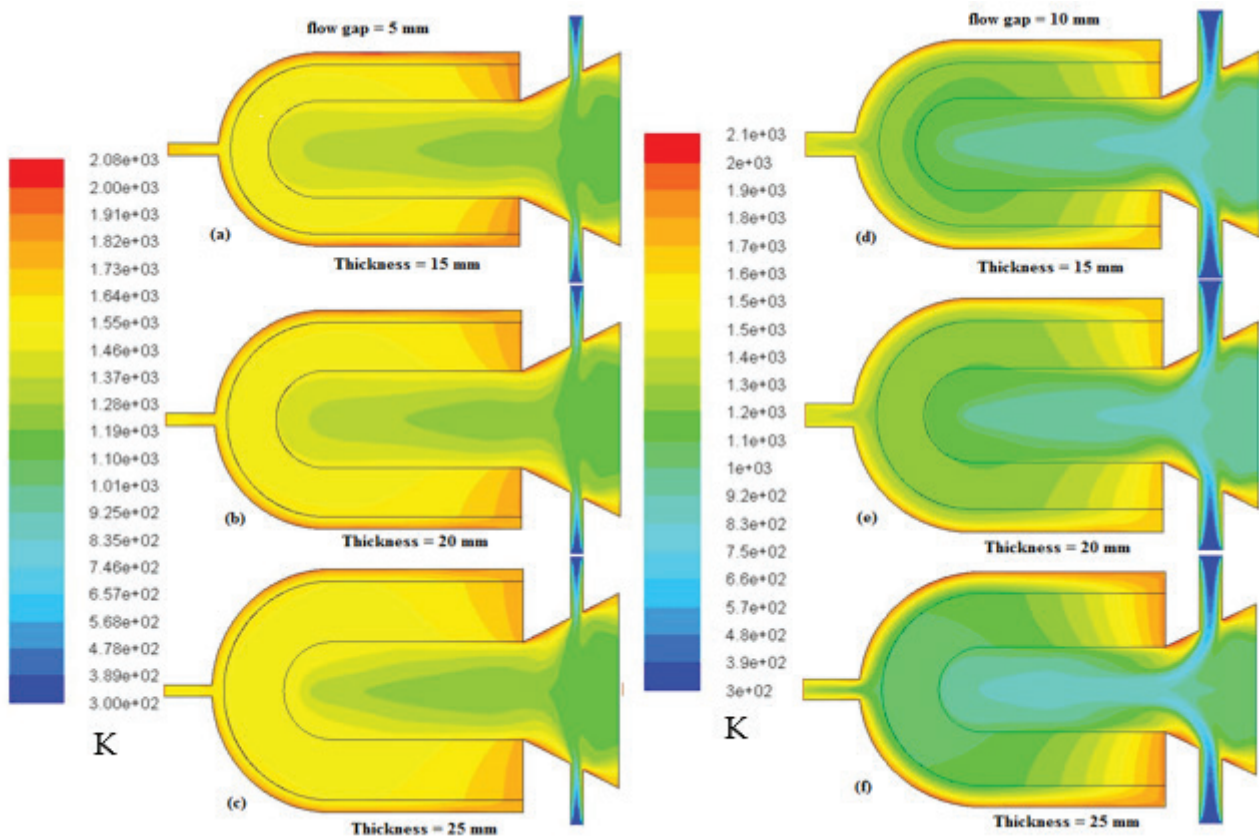 flow gap = 5 mm
2.08e+03
2.00e+03
1.91e+03
1.82e+03
1.73e+03
1.64e+03
1.55e+03
1.46e+03
1.37e+03
1.28e+03
1.19e+03
1.10e+03
1.01e+03
9.25e+02
8.35e+02
7.46e+02
6.57e+02
5.68e+02
4.78e+02
3.89e+02
3.00e+02
K
(a)
Thickness = 15 mm
(b)
Thickness = 20 mm
(c)
Thickness = 25 mm
flow gap = 10 mm
2.1e+03
2e+03
1.9e+03
1.8e+03
1.7e+03
1.6e+03
1.5e+03
1.4e+03
1.3e+03
1.2e+03
1.1e+03
1e+03
9.2e+02
8.3e+02
7.5e+02
6.6e+02
5.7e+02
4.8e+02
3.9e+02
3e+02
K
(d)
Thickness = 15 mm
(e)
Thickness = 20 mm
(f)
Thickness = 25 mm